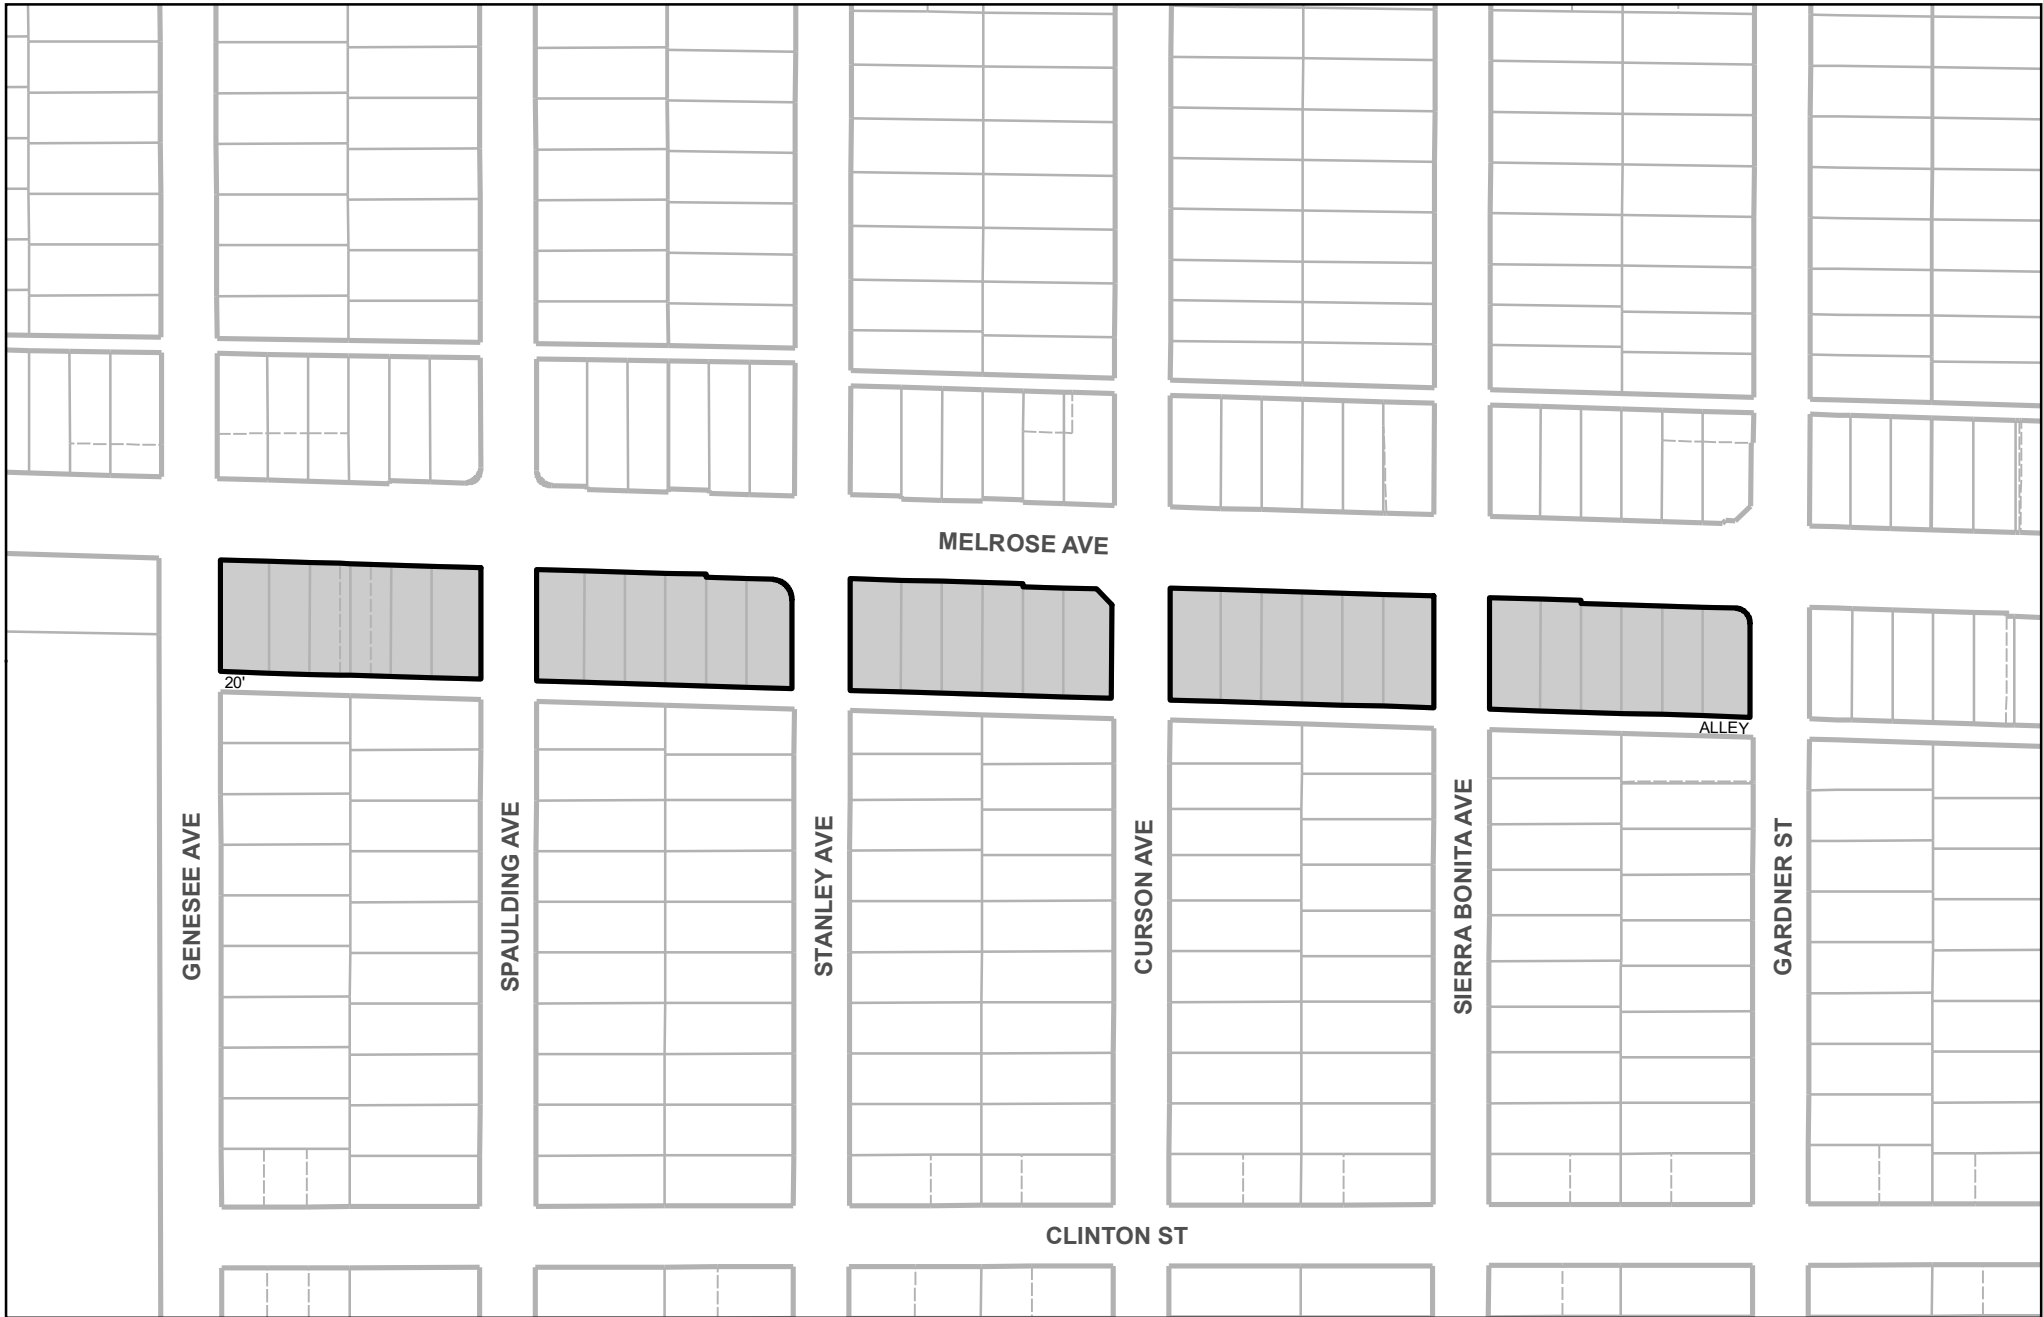 MELROSE AVE
20'
ALLEY
GENESEE AVE
SPAULDING AVE
STANLEY AVE
CURSON AVE
SIERRA BONITA AVE
GARDNER ST
CLINTON ST